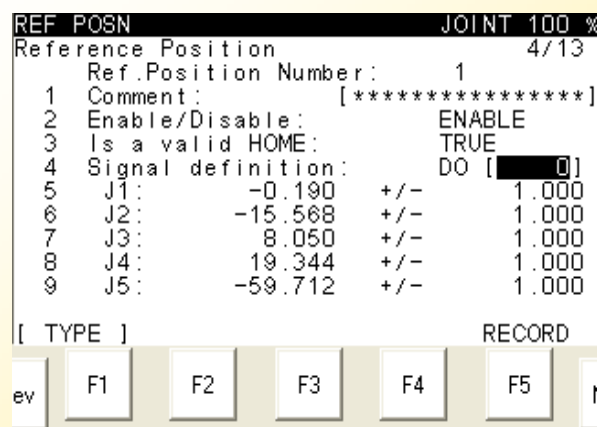 REF POSN JOINT 100 %
Reference Position 4/13
Ref.Position Number: 1
1 Comment: [****************]
2 Enable/Disable: ENABLE
3 Is a valid HOME: TRUE
4 Signal definition: DO [ 0]
5 J1: -0.190 +/- 1.000
6 J2: -15.568 +/- 1.000
7 J3: 8.050 +/- 1.000
8 J4: 19.344 +/- 1.000
9 J5: -59.712 +/- 1.000
[ TYPE ] RECORD
ev F1 F2 F3 F4 F5